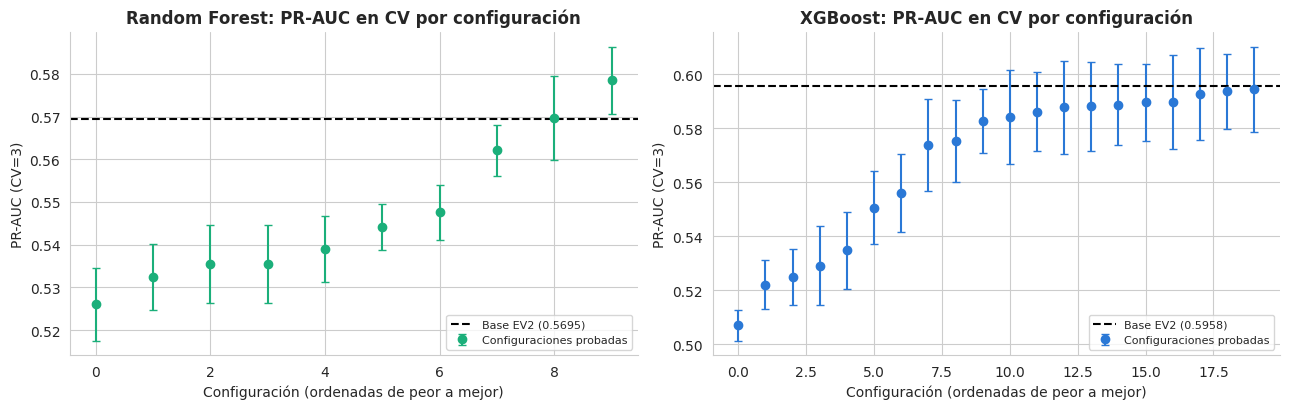 Random Forest: PR-AUC en CV por configuración
PR-AUC (CV=3)
0.58
0.57
0.56
0.55
0.54
0.53
0.52
0
2
4
6
8
Configuración (ordenadas de peor a mejor)
Base EV2 (0.5695)
Configuraciones probadas
XGBoost: PR-AUC en CV por configuración
PR-AUC (CV=3)
0.60
0.58
0.56
0.54
0.52
0.50
0.0
2.5
5.0
7.5
10.0
12.5
15.0
17.5
Configuración (ordenadas de peor a mejor)
Base EV2 (0.5958)
Configuraciones probadas